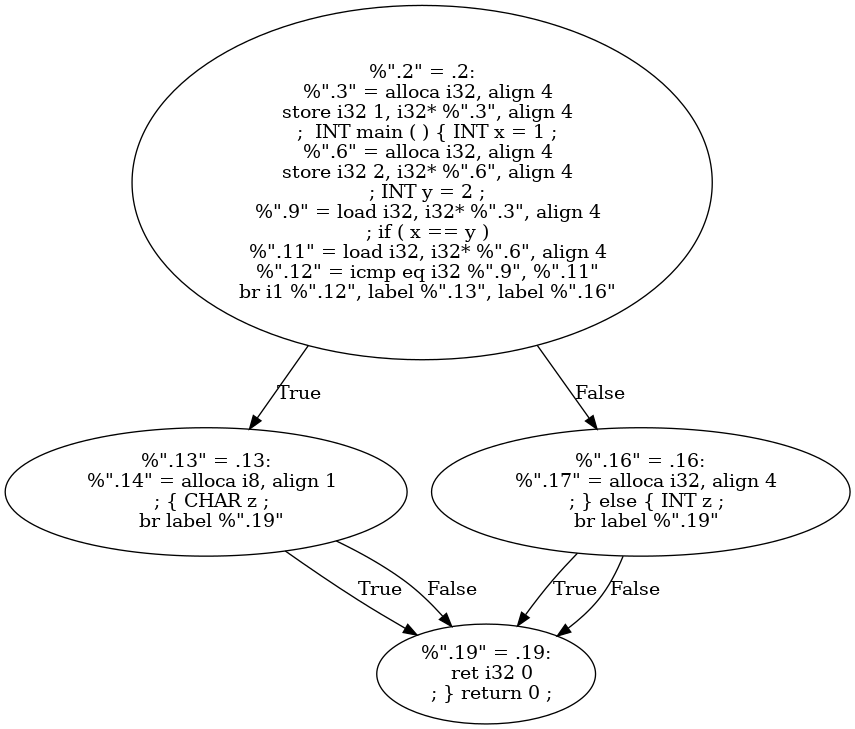 %".2" = .2:
%".3" = alloca i32, align 4
store i32 1, i32* %".3", align 4
;  INT main ( ) { INT x = 1 ;
%".6" = alloca i32, align 4
store i32 2, i32* %".6", align 4
; INT y = 2 ;
%".9" = load i32, i32* %".3", align 4
; if ( x == y )
%".11" = load i32, i32* %".6", align 4
%".12" = icmp eq i32 %".9", %".11"
br i1 %".12", label %".13", label %".16"
True
False
%".13" = .13:
%".14" = alloca i8, align 1
; { CHAR z ;
br label %".19"
%".16" = .16:
%".17" = alloca i32, align 4
; } else { INT z ;
br label %".19"
True
False
True
False
%".19" = .19:
ret i32 0
; } return 0 ;